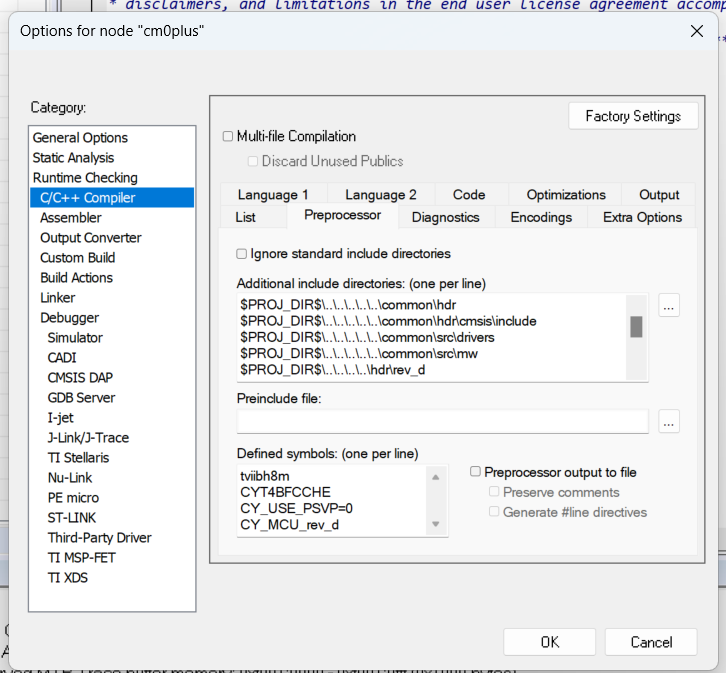 * disclaimers, and limitations in the end user license agreement accomp
Options for node "cm0plus"
Category:
General Options
Static Analysis
Runtime Checking
C/C++ Compiler
Assembler
Output Converter
Custom Build
Build Actions
Linker
Debugger
Simulator
CADI
CMSIS DAP
GDB Server
I-jet
J-Link/J-Trace
TI Stellaris
Nu-Link
PE micro
ST-LINK
Third-Party Driver
TI MSP-FET
TI XDS
Factory Settings
Multi-file Compilation
Discard Unused Publics
Language 1 Language 2 Code Optimizations Output
List Preprocessor Diagnostics Encodings Extra Options
Ignore standard include directories
Additional include directories: (one per line)
$PROJ_DIR$\..\..\..\..\..\common\hdr
$PROJ_DIR$\..\..\..\..\..\common\hdr\cmsis\include
$PROJ_DIR$\..\..\..\..\..\common\src\drivers
$PROJ_DIR$\..\..\..\..\..\common\src\mw
$PROJ_DIR$\..\..\..\..\hdr\rev_d
...
Preinclude file:
...
Defined symbols: (one per line)
tviibh8m
CYT4BFCCHE
CY_USE_PSVP=0
CY_MCU_rev_d
Preprocessor output to file
Preserve comments
Generate #line directives
OK Cancel